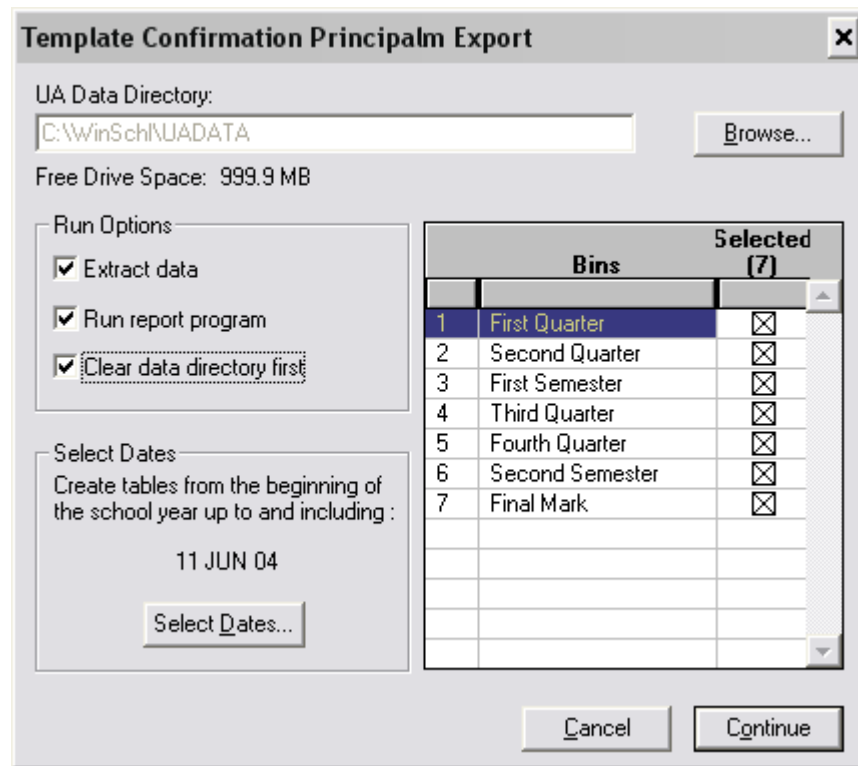 Template Confirmation Principalm Export
UA Data Directory:
C:\WinSchl\UADATA
Browse...
Free Drive Space: 999.9 MB
Run Options
Extract data
Run report program
Clear data directory first
Select Dates
Create tables from the beginning of
the school year up to and including :
11 JUN 04
Select Dates...
Bins Selected (7)
1 First Quarter
2 Second Quarter
3 First Semester
4 Third Quarter
5 Fourth Quarter
6 Second Semester
7 Final Mark
Cancel
Continue